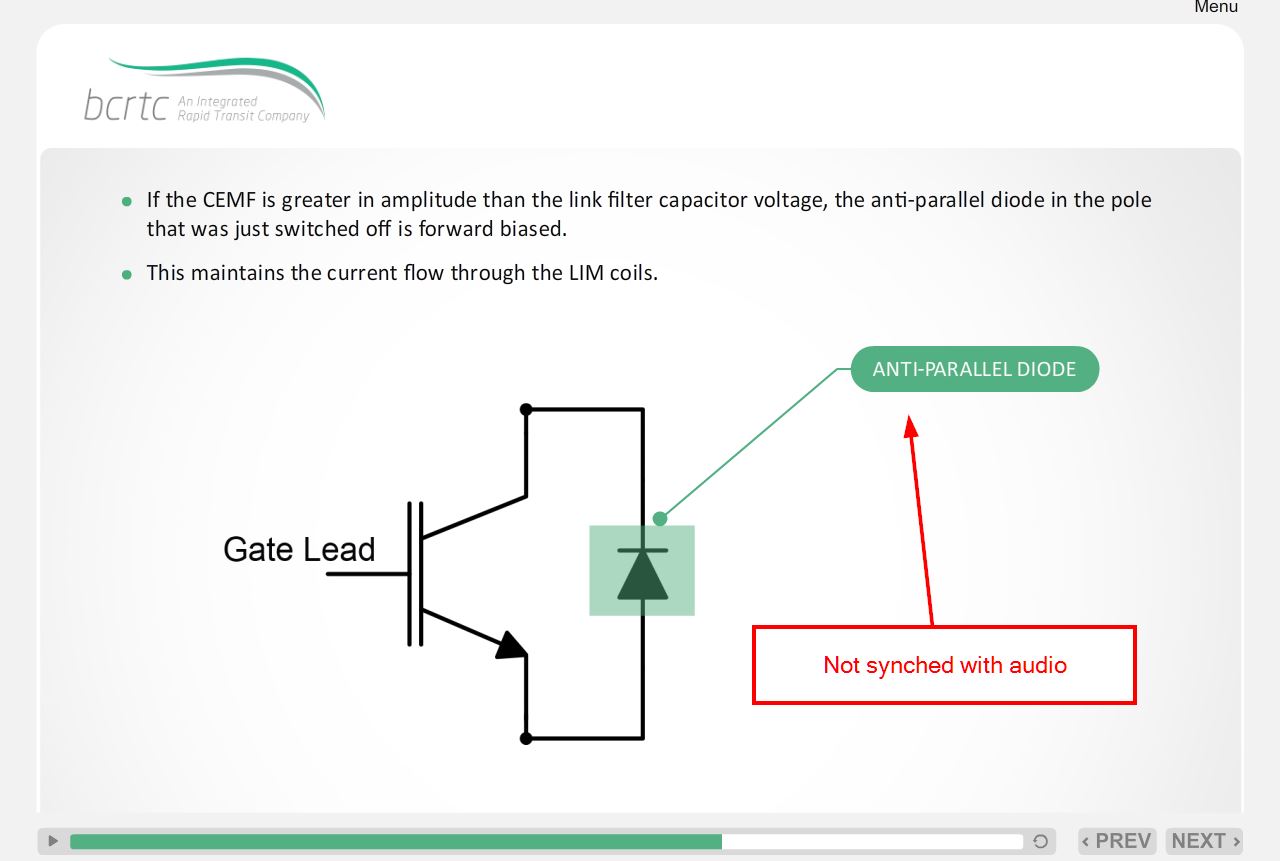 Menu
bcrtc An Integrated
Rapid Transit Company
If the CEMF is greater in amplitude than the link filter capacitor voltage, the anti-parallel diode in the pole
that was just switched off is forward biased.
This maintains the current flow through the LIM coils.
ANTI-PARALLEL DIODE
Gate Lead
Not synched with audio
‹ PREV NEXT ›